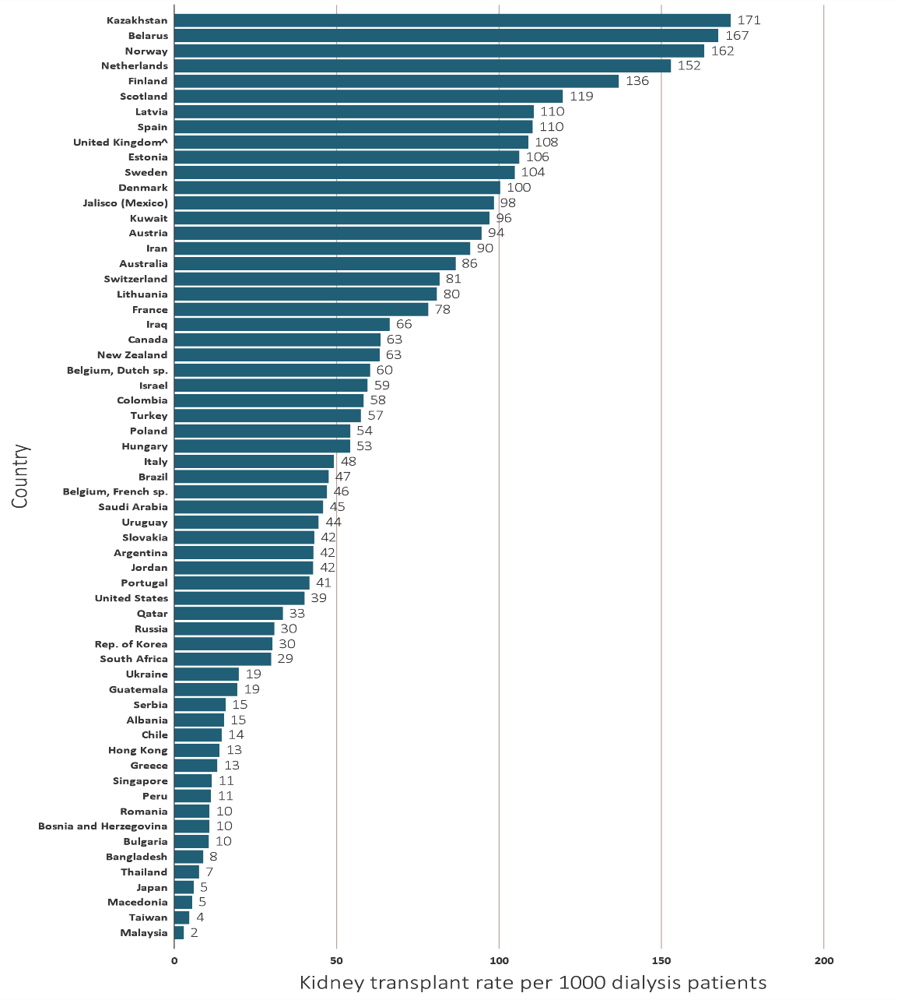 Kazakhstan 171
Belarus 167
Norway 162
Netherlands 152
Finland 136
Scotland 119
Latvia 110
Spain 110
United Kingdom^ 108
Estonia 106
Sweden 104
Denmark 100
Jalisco (Mexico) 98
Kuwait 96
Austria 94
Iran 90
Australia 86
Switzerland 81
Lithuania 80
France 78
Iraq 66
Canada 63
New Zealand 63
Belgium, Dutch sp. 60
Israel 59
Colombia 58
Turkey 57
Poland 54
Hungary 53
Italy 48
Brazil 47
Belgium, French sp. 46
Saudi Arabia 45
Uruguay 44
Slovakia 42
Argentina 42
Jordan 42
Portugal 41
United States 39
Qatar 33
Russia 30
Rep. of Korea 30
South Africa 29
Ukraine 19
Guatemala 19
Serbia 15
Albania 15
Chile 14
Hong Kong 13
Greece 13
Singapore 11
Peru 11
Romania 10
Bosnia and Herzegovina 10
Bulgaria 10
Bangladesh 8
Thailand 7
Japan 5
Macedonia 5
Taiwan 4
Malaysia 2
Country
0 50 100 150 200
Kidney transplant rate per 1000 dialysis patients